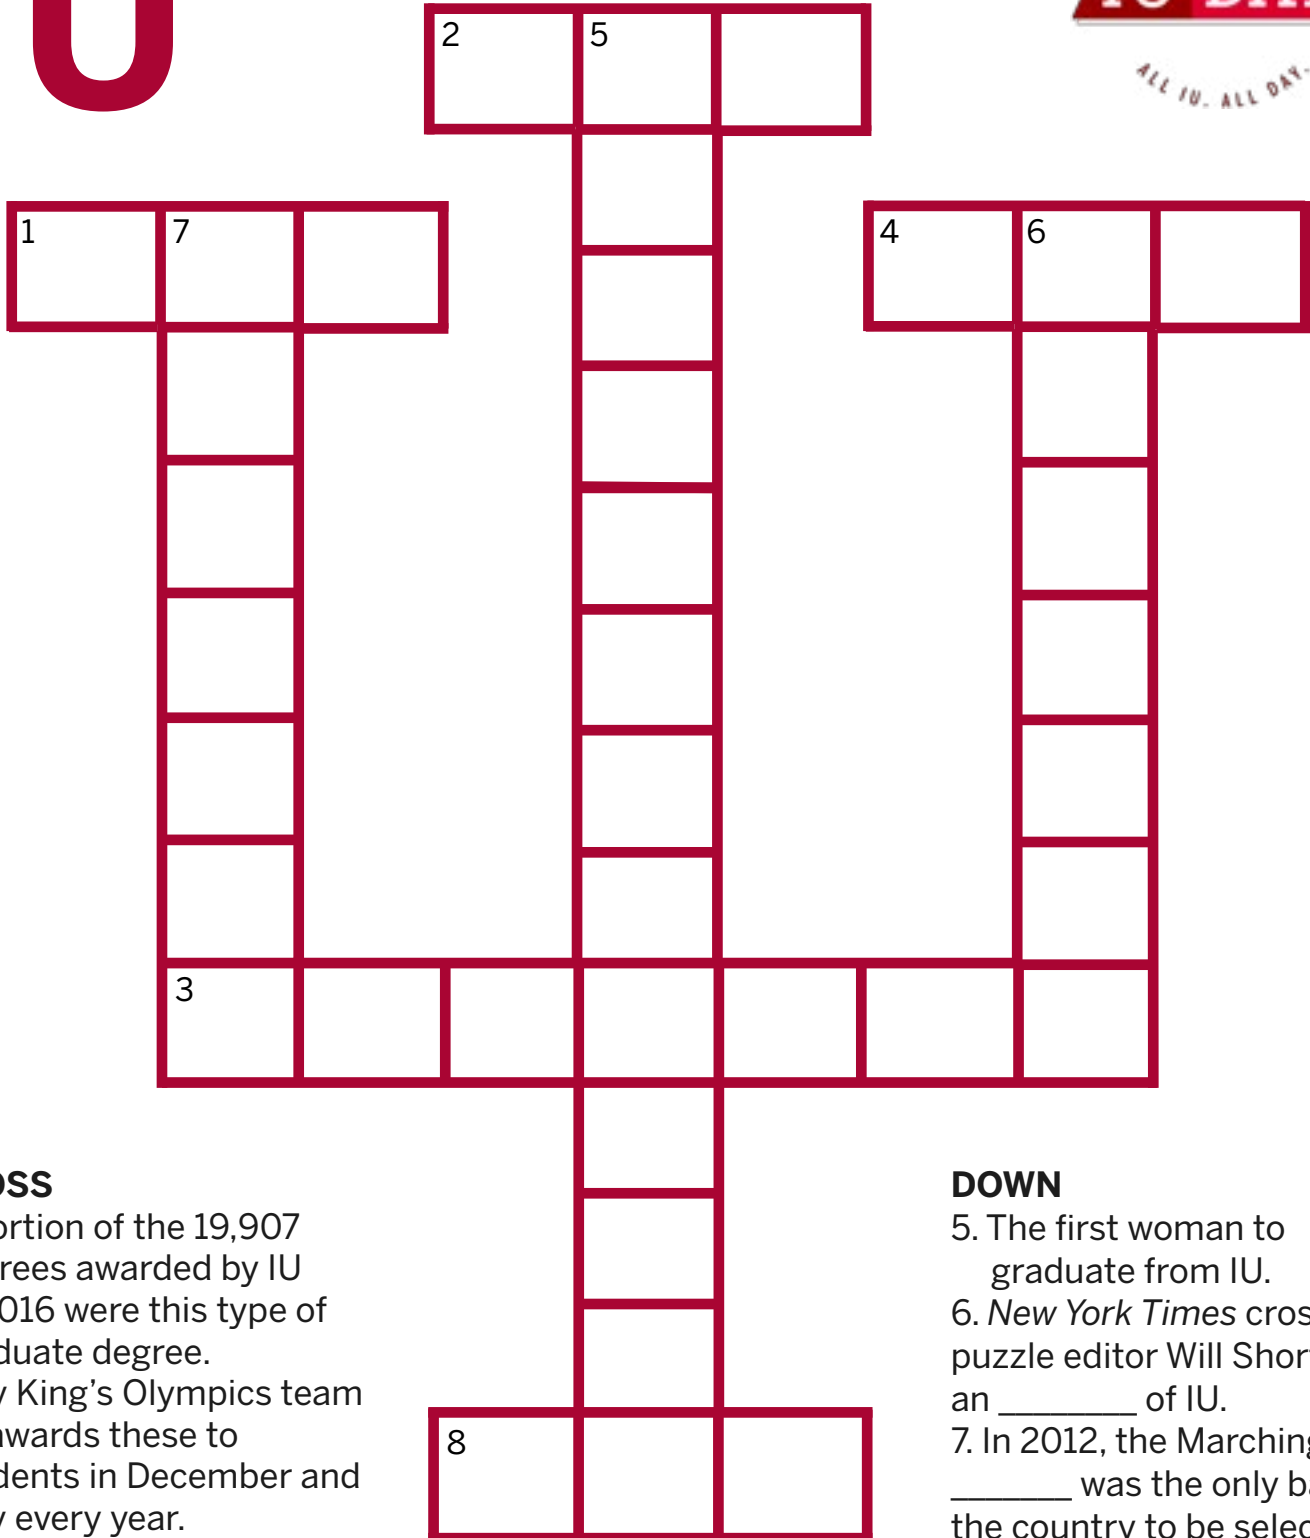 U
ALL IU. ALL DAY.
2 5
1 7
4 6
3
8
OSS
ortion of the 19,907
rees awarded by IU
016 were this type of
duate degree.
y King’s Olympics team
awards these to
dents in December and
y every year.
DOWN
5. The first woman to
graduate from IU.
6. New York Times cros
puzzle editor Will Shor
an ________ of IU.
7. In 2012, the Marching
_______ was the only ba
the country to be selec